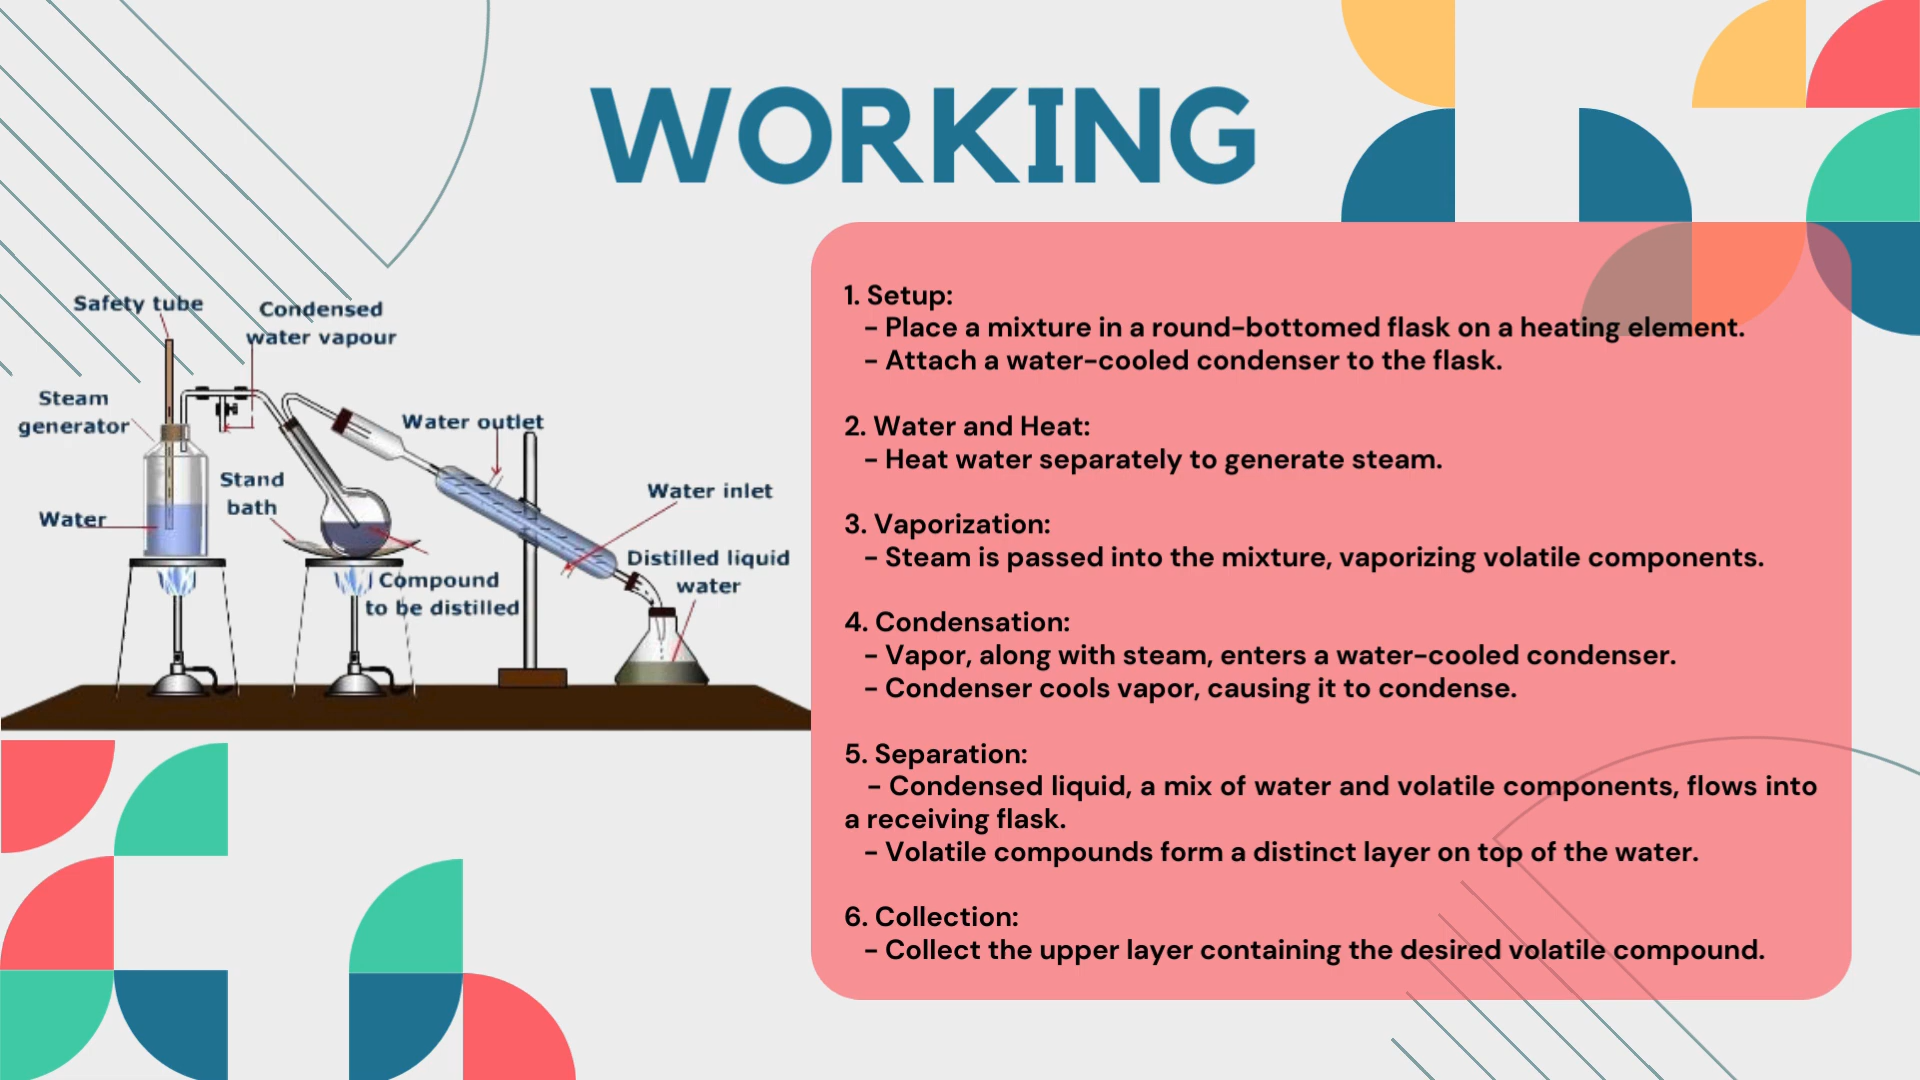 WORKING
Safety tube
Condensed
water vapour
Steam
generator
Water outlet
Stand
bath
Water inlet
Water
Distilled liquid
water
Compound
to be distilled
1. Setup:
- Place a mixture in a round-bottomed flask on a heating element.
- Attach a water-cooled condenser to the flask.
2. Water and Heat:
- Heat water separately to generate steam.
3. Vaporization:
- Steam is passed into the mixture, vaporizing volatile components.
4. Condensation:
- Vapor, along with steam, enters a water-cooled condenser.
- Condenser cools vapor, causing it to condense.
5. Separation:
- Condensed liquid, a mix of water and volatile components, flows into
a receiving flask.
- Volatile compounds form a distinct layer on top of the water.
6. Collection:
- Collect the upper layer containing the desired volatile compound.